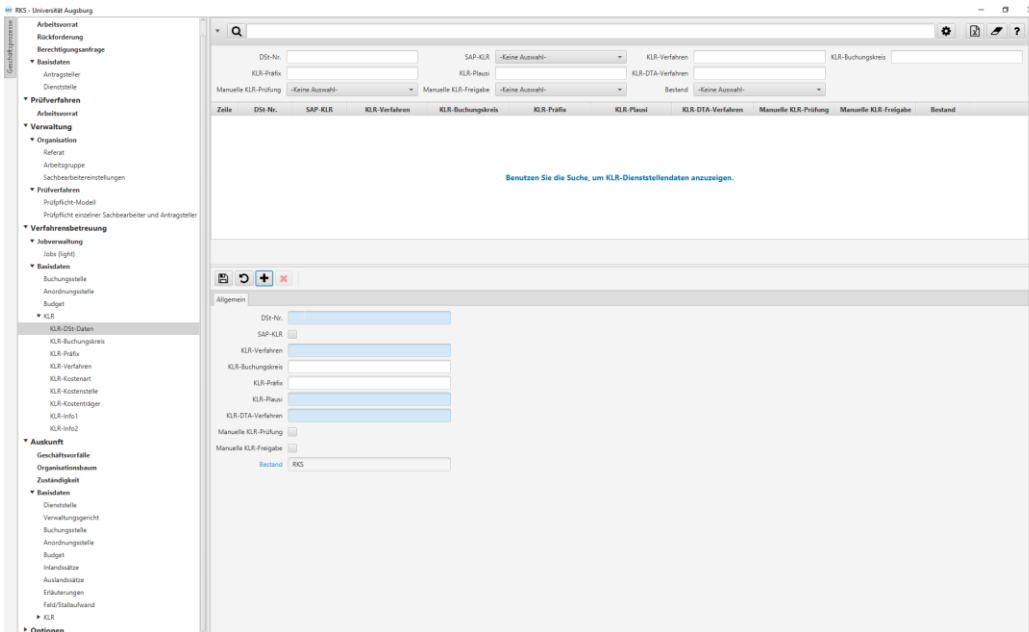 RKS - Universität Augsburg
Geschäftsprozesse
Arbeitsvorrat
Rückforderung
Berechtigungsanfrage
Basisdaten
Antragsteller
Dienststelle
Prüfverfahren
Arbeitsvorrat
Verwaltung
Organisation
Referat
Arbeitsgruppe
Sachbearbeitereinstellungen
Prüfverfahren
Prüfpflicht-Modell
Prüfpflicht einzelner Sachbearbeiter und Antragsteller
Verfahrensbetreuung
Jobverwaltung
Jobs (light)
Basisdaten
Buchungsstelle
Anordnungsstelle
Budget
KLR
KLR-DSt-Daten
KLR-Buchungskreis
KLR-Präfix
KLR-Verfahren
KLR-Kostenart
KLR-Kostenstelle
KLR-Kostenträger
KLR-Info1
KLR-Info2
Auskunft
Geschäftsvorfälle
Organisationsbaum
Zuständigkeit
Basisdaten
Dienststelle
Verwaltungsgericht
Buchungsstelle
Anordnungsstelle
Budget
Inlandssätze
Auslandssätze
Erläuterungen
Feld/Stallaufwand
KLR
Optionen
DSt-Nr. SAP-KLR -Keine Auswahl- KLR-Verfahren KLR-Buchungskreis
KLR-Präfix KLR-Plausi KLR-DTA-Verfahren
Manuelle KLR-Prüfung -Keine Auswahl- Manuelle KLR-Freigabe -Keine Auswahl- Bestand -Keine Auswahl-
Zeile DSt-Nr. SAP-KLR KLR-Verfahren KLR-Buchungskreis KLR-Präfix KLR-Plausi KLR-DTA-Verfahren Manuelle KLR-Prüfung Manuelle KLR-Freigabe Bestand
Benutzen Sie die Suche, um KLR-Dienststellendaten anzuzeigen.
Allgemein
DSt-Nr.
SAP-KLR
KLR-Verfahren
KLR-Buchungskreis
KLR-Präfix
KLR-Plausi
KLR-DTA-Verfahren
Manuelle KLR-Prüfung
Manuelle KLR-Freigabe
Bestand RKS